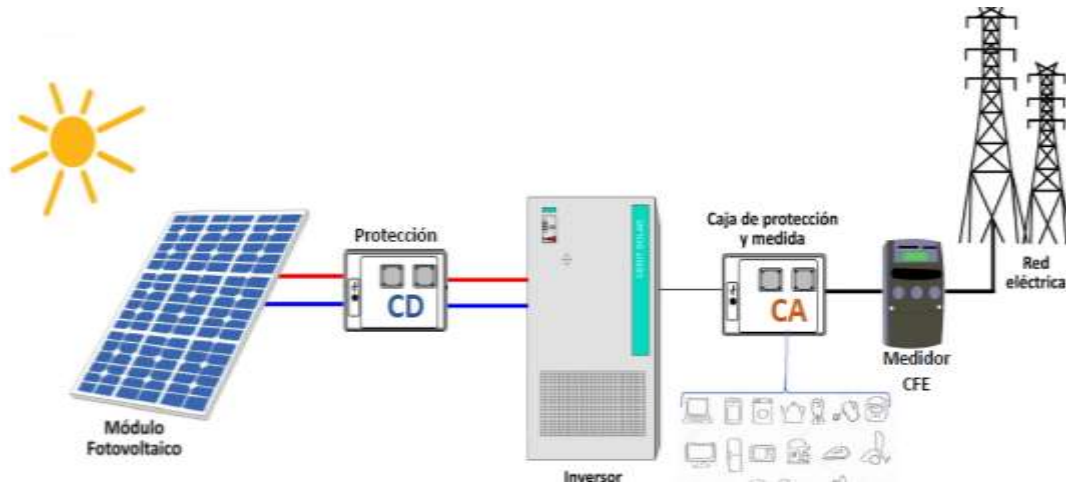 Protección
CD
Caja de protección
y medida
CA
Red
eléctrica
Medidor
CFE
Módulo
Fotovoltaico
Inversor